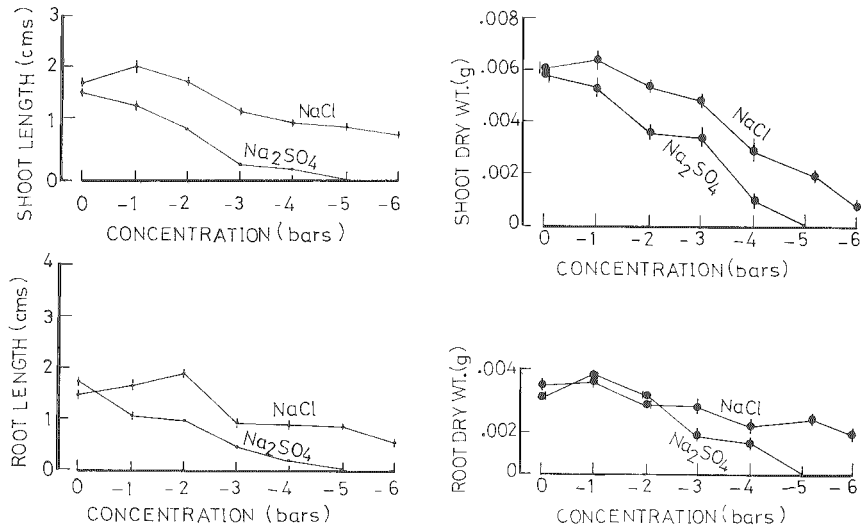 SHOOT LENGTH (cms)
3
2
1
0
NaCl
Na2SO4
0 -1 -2 -3 -4 -5 -6
CONCENTRATION (bars)
SHOOT DRY WT.(g)
.008
.006
.004
.002
0
NaCl
Na2SO4
0 -1 -2 -3 -4 -5 -6
CONCENTRATION (bars)
ROOT LENGTH (cms)
4
3
2
1
0
NaCl
Na2SO4
0 -1 -2 -3 -4 -5 -6
CONCENTRATION (bars)
ROOT DRY WT.(g)
0.004
0.002
0
NaCl
Na2SO4
0 -1 -2 -3 -4 -5 -6
CONCENTRATION (bars)